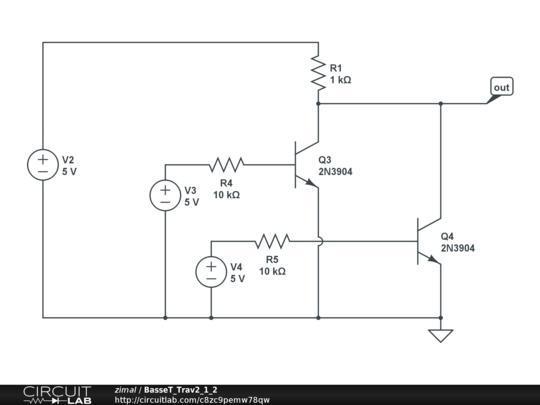 R1
1 kΩ
out
V2
5 V
Q3
2N3904
R4
10 kΩ
V3
5 V
Q4
2N3904
R5
10 kΩ
V4
5 V
CIRCUIT
LAB
zimal / BasseT_Trav2_1_2
http://circuitlab.com/c8zc9pemw78qw